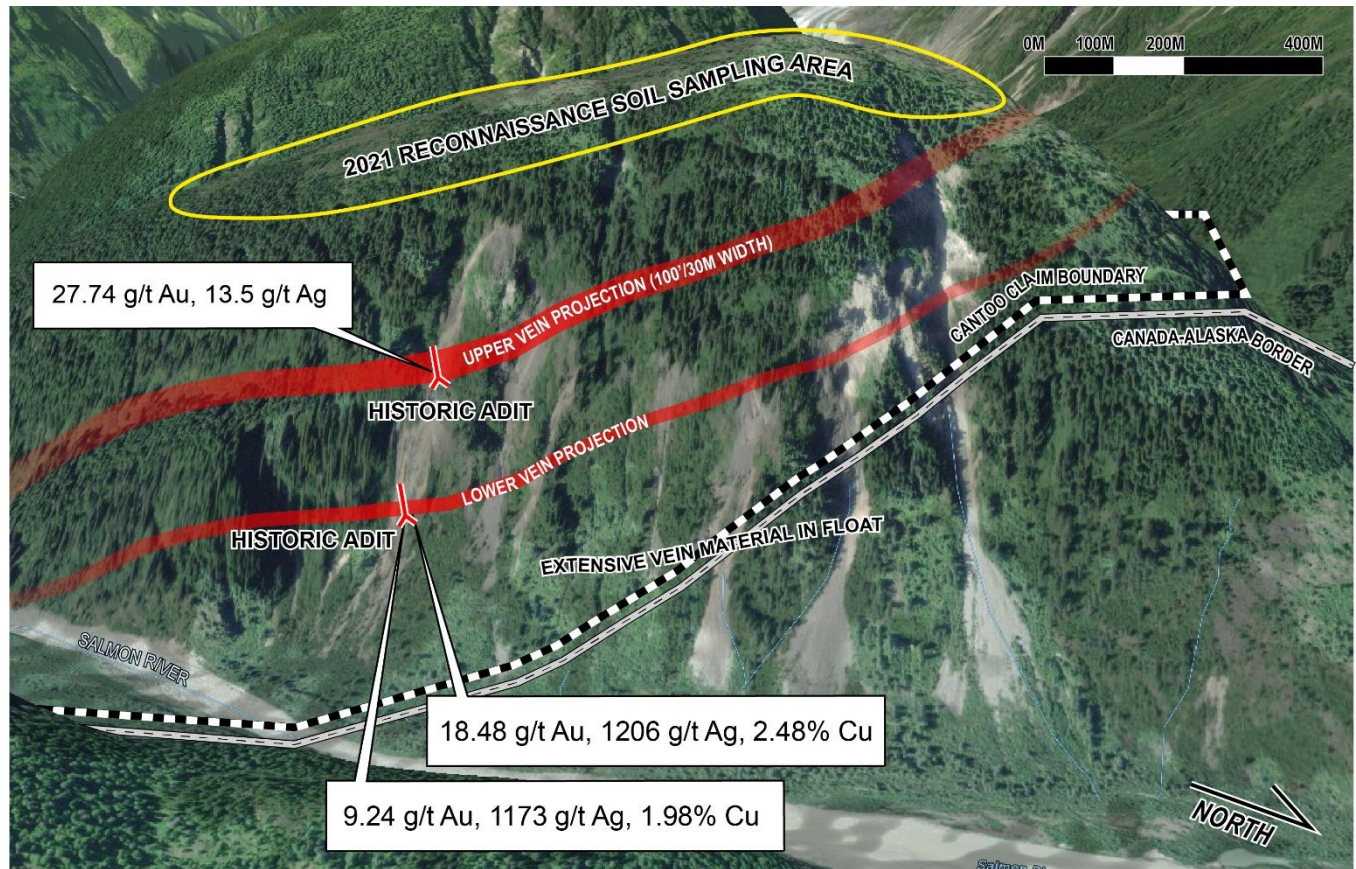 0M 100M 200M 400M
2021 RECONNAISSANCE SOIL SAMPLING AREA
27.74 g/t Au, 13.5 g/t Ag
UPPER VEIN PROJECTION (100'/30M WIDTH)
CANTOO CLAIM BOUNDARY
CANADA-ALASKA BORDER
HISTORIC ADIT
LOWER VEIN PROJECTION
HISTORIC ADIT
EXTENSIVE VEIN MATERIAL IN FLOAT
SALMON RIVER
18.48 g/t Au, 1206 g/t Ag, 2.48% Cu
9.24 g/t Au, 1173 g/t Ag, 1.98% Cu
NORTH
Salmon